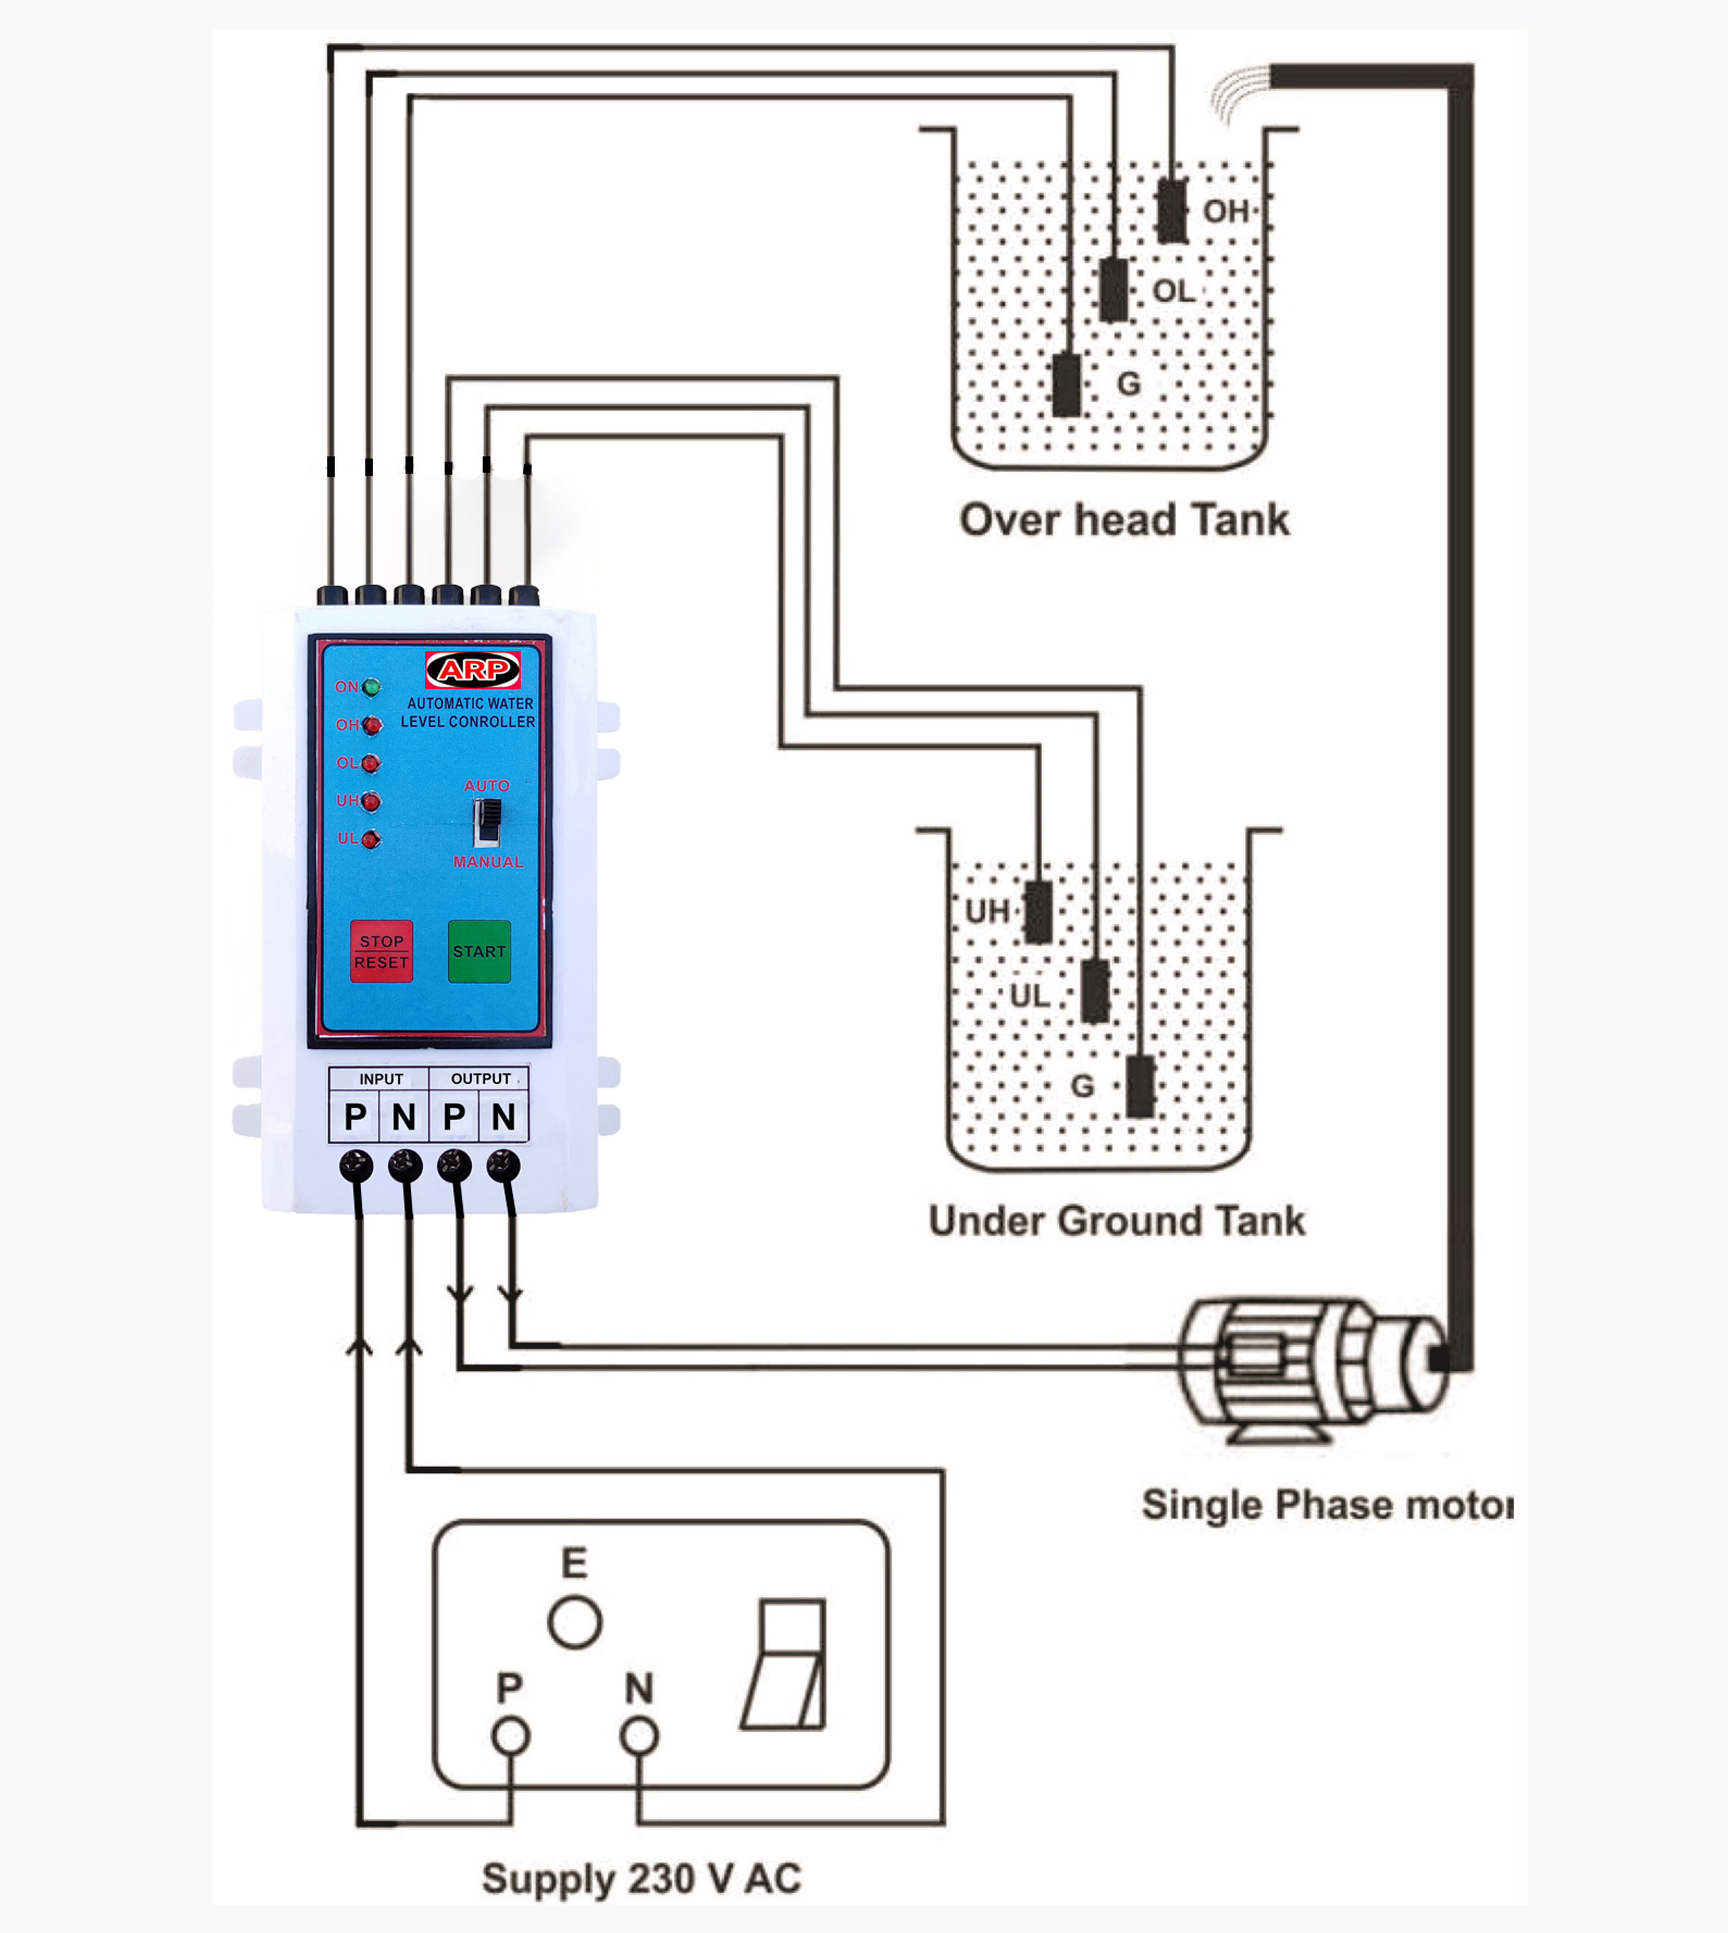 OH
OL
G
Over head Tank
ARP
AUTOMATIC WATER
LEVEL CONROLLER
ON
OH
OL
UH
UL
AUTO
MANUAL
STOP
RESET
START
INPUT OUTPUT
P N P N
UH
UL
G
Under Ground Tank
Single Phase motor
E
P N
Supply 230 V AC